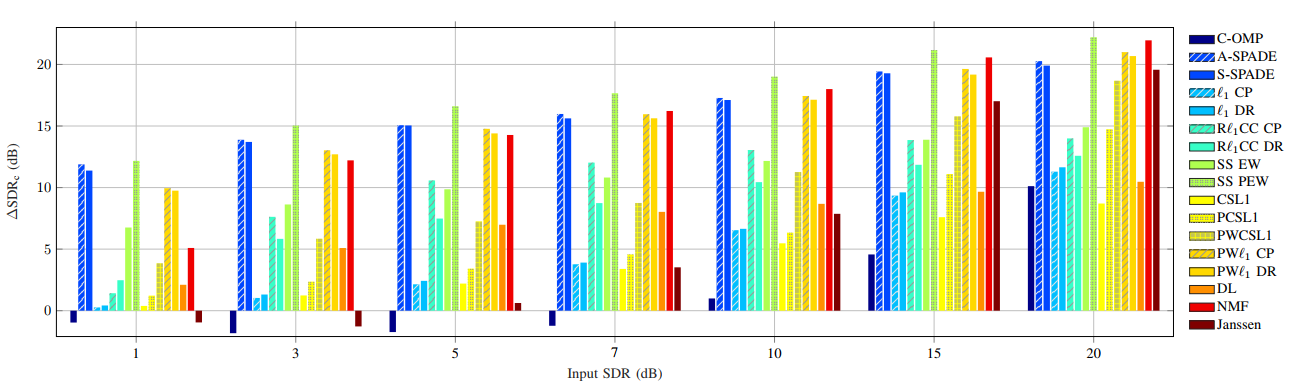 ΔSDRc (dB)
20
15
10
5
0
1 3 5 7 10 15 20
Input SDR (dB)
C-OMP
A-SPADE
S-SPADE
ℓ1 CP
ℓ1 DR
Rℓ1CC CP
Rℓ1CC DR
SS EW
SS PEW
CSL1
PCSL1
PWCSL1
PWℓ1 CP
PWℓ1 DR
DL
NMF
Janssen